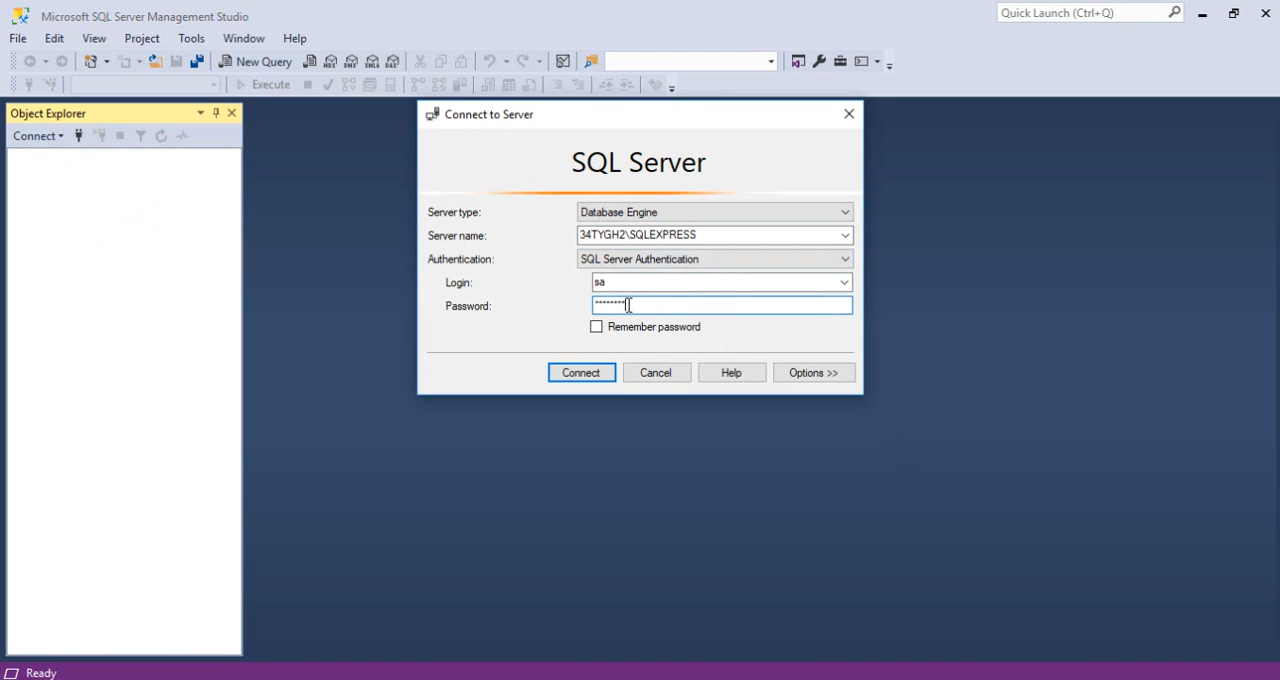 Microsoft SQL Server Management Studio
Quick Launch (Ctrl+Q)
File Edit View Project Tools Window Help
New Query
Execute
Object Explorer
Connect
Connect to Server
SQL Server
Server type: Database Engine
Server name: 34TYGH2\SQLEXPRESS
Authentication: SQL Server Authentication
Login: sa
Password: ********
Remember password
Connect Cancel Help Options >>
Ready